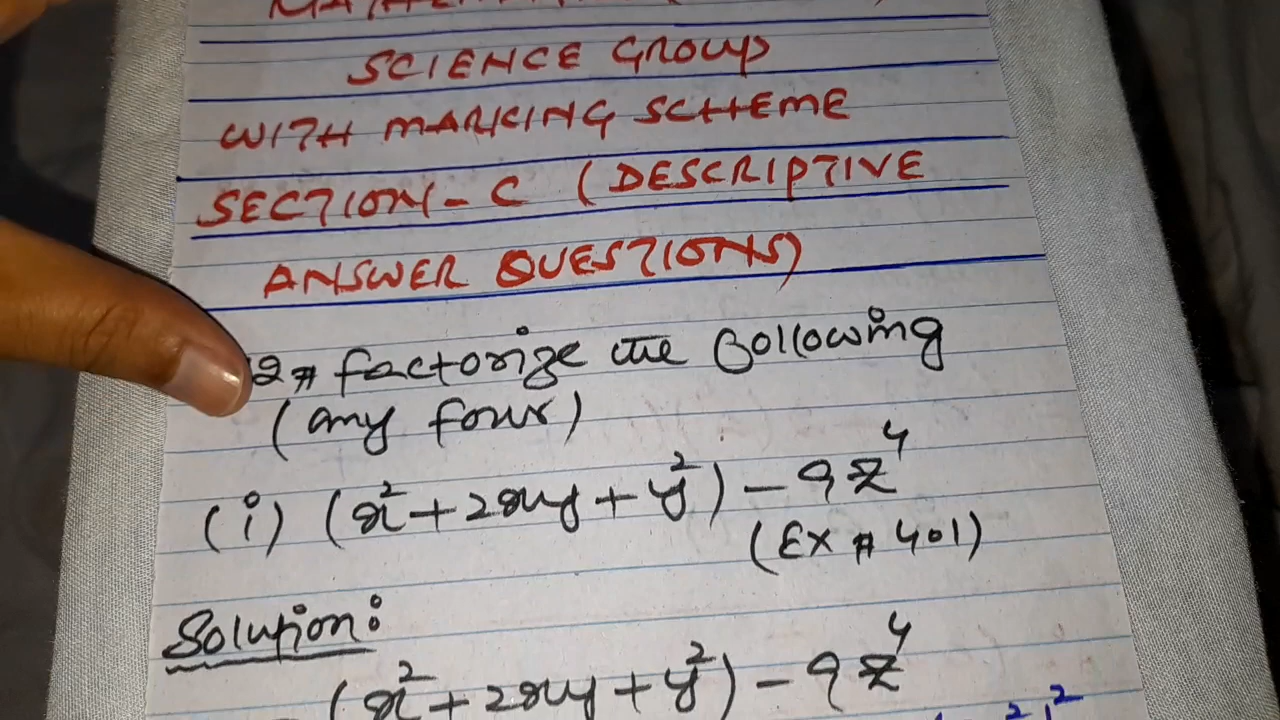 SCIENCE GROUP
WITH MARKING SCHEME
SECTION-C (DESCRIPTIVE
ANSWER QUESTIONS)
12# factorize the following
(any four)
(i) (x²+2xy+y²)-9z⁴
(EX # 4.1)
Solution:
(x²+2xy+y²)-9z⁴